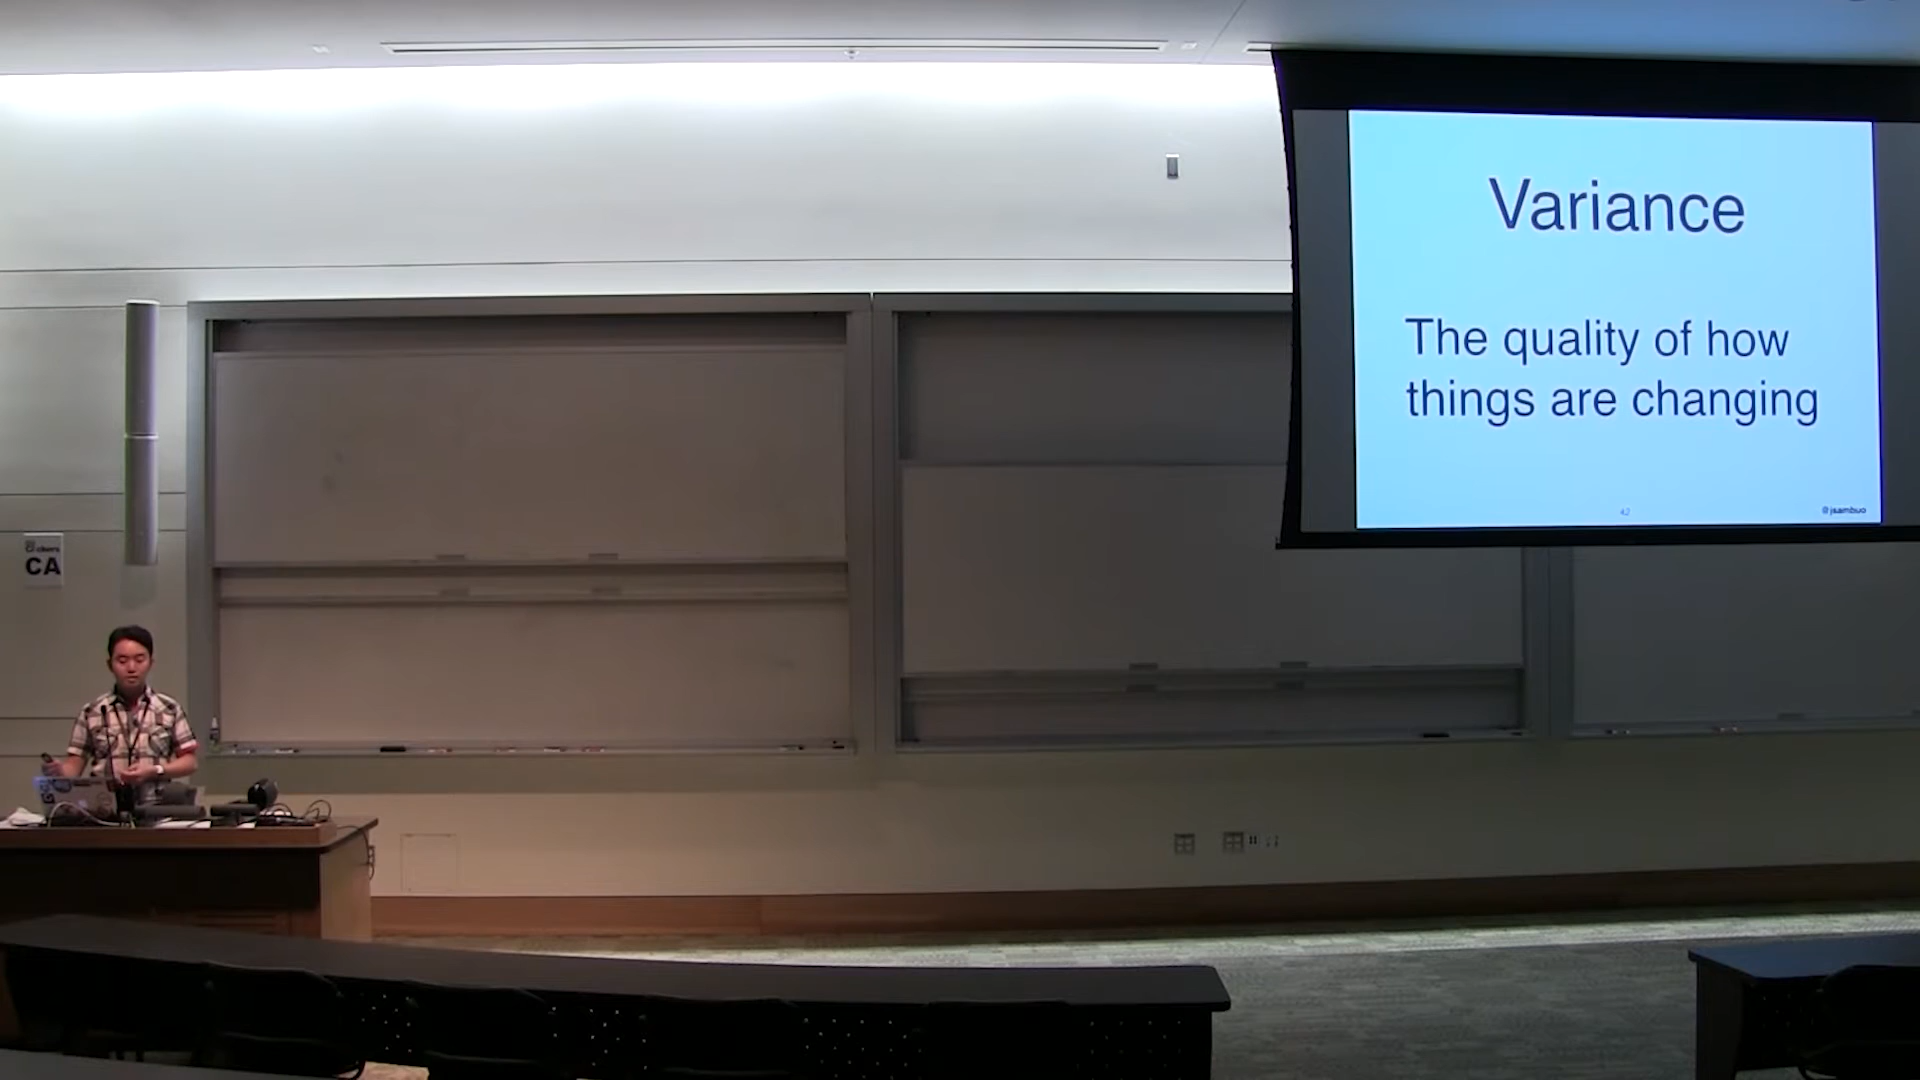 Variance
The quality of how
things are changing
@jsambuo
CA